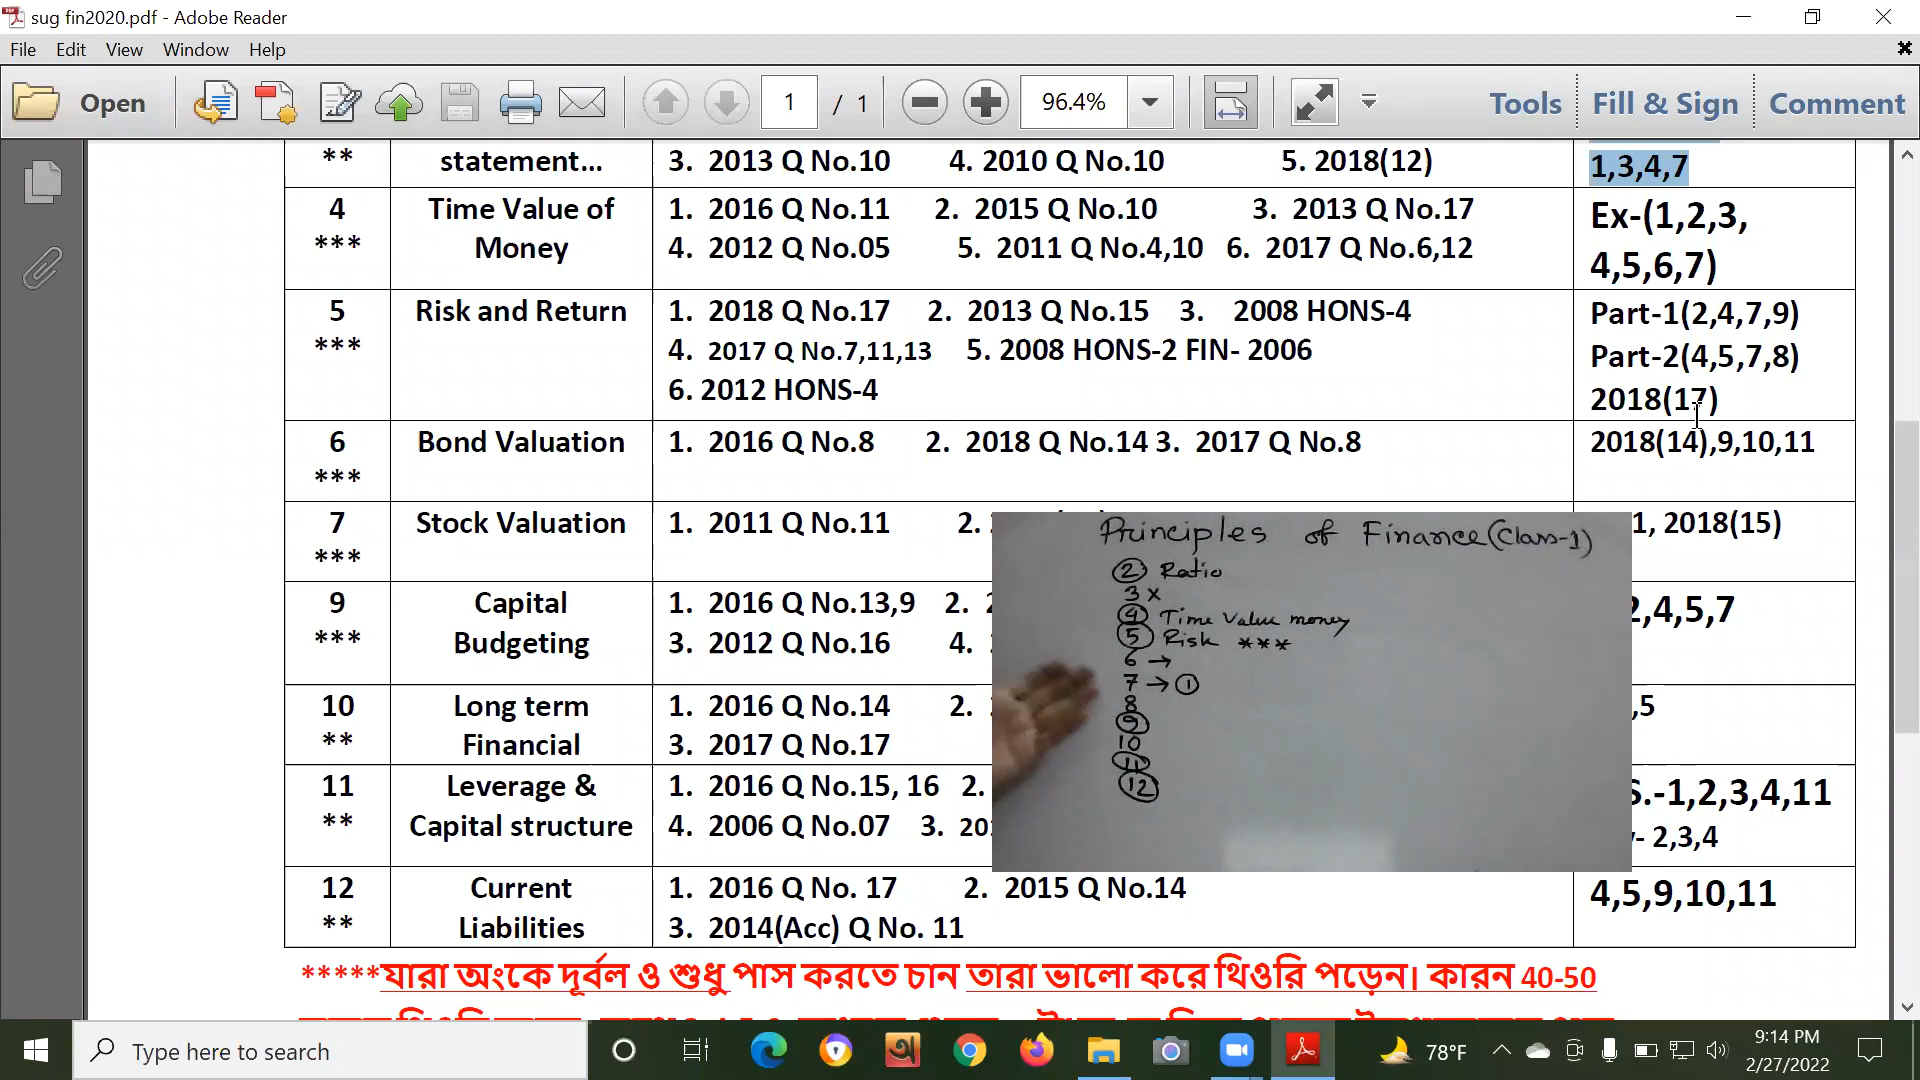 sug fin2020.pdf - Adobe Reader
File Edit View Window Help
Open 1 / 1 96.4% Tools Fill & Sign Comment
** statement... 3. 2013 Q No.10 4. 2010 Q No.10 5. 2018(12) 1,3,4,7
4 Time Value of 1. 2016 Q No.11 2. 2015 Q No.10 3. 2013 Q No.17 Ex-(1,2,3,
*** Money 4. 2012 Q No.05 5. 2011 Q No.4,10 6. 2017 Q No.6,12 4,5,6,7)
5 Risk and Return 1. 2018 Q No.17 2. 2013 Q No.15 3. 2008 HONS-4 Part-1(2,4,7,9)
*** 4. 2017 Q No.7,11,13 5. 2008 HONS-2 FIN- 2006 Part-2(4,5,7,8)
6. 2012 HONS-4 2018(17)
6 Bond Valuation 1. 2016 Q No.8 2. 2018 Q No.14 3. 2017 Q No.8 2018(14),9,10,11
***
7 Stock Valuation 1. 2011 Q No.11 2. 1, 2018(15)
***
9 Capital 1. 2016 Q No.13,9 2. 2,4,5,7
*** Budgeting 3. 2012 Q No.16 4.
10 Long term 1. 2016 Q No.14 2. ,5
** Financial 3. 2017 Q No.17
11 Leverage & 1. 2016 Q No.15, 16 2. S.-1,2,3,4,11
** Capital structure 4. 2006 Q No.07 3. - 2,3,4
12 Current 1. 2016 Q No. 17 2. 2015 Q No.14 4,5,9,10,11
** Liabilities 3. 2014(Acc) Q No. 11
Principles of Finance(Class-1)
2 Ratio
3 x
4 Time Value money
5 Risk ***
6 →
7 → 1
8
9
10
11
12
*****যারা অংকে দূর্বল ও শুধু পাস করতে চান তারা ভালো করে থিওরি পড়েন। কারন 40-50
Type here to search
অ
78°F
9:14 PM
2/27/2022